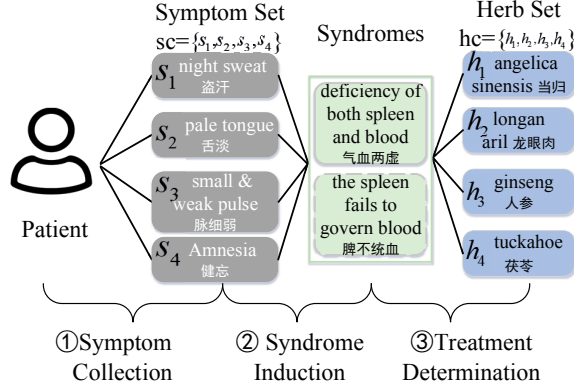 Symptom Set
sc={s₁,s₂,s₃,s₄}
s₁ night sweat
盗汗
s₂ pale tongue
舌淡
s₃ small &
weak pulse
脉细弱
s₄ Amnesia
健忘
Patient
Syndromes
deficiency of
both spleen
and blood
气血两虚
the spleen
fails to
govern blood
脾不统血
Herb Set
hc={h₁,h₂,h₃,h₄}
h₁ angelica
sinensis 当归
h₂ longan
aril 龙眼肉
h₃ ginseng
人参
h₄ tuckahoe
茯苓
①Symptom
Collection
② Syndrome
Induction
③Treatment
Determination